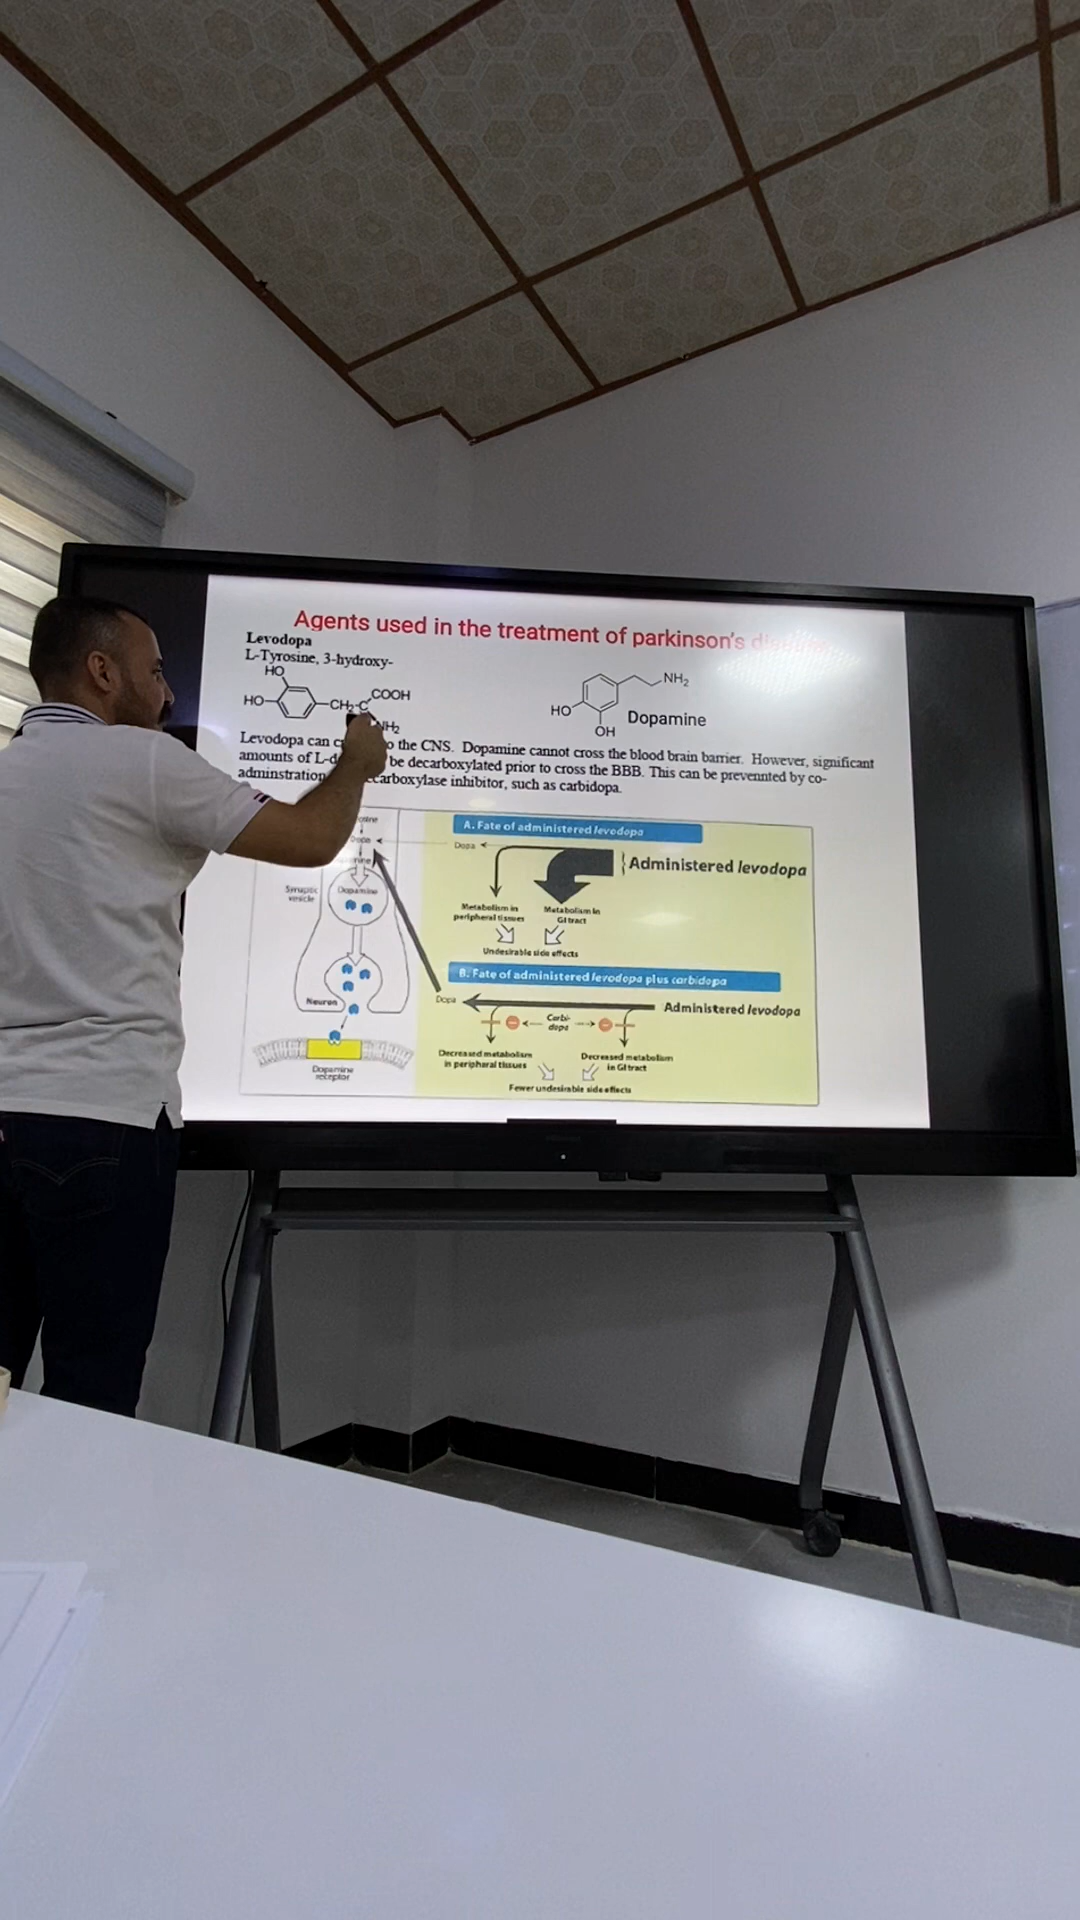 Agents used in the treatment of parkinson's
Levodopa
L-Tyrosine, 3-hydroxy-
HO
HO
CH2-C
COOH
NH2
NH2
HO
OH
Dopamine
Levodopa can c o the CNS. Dopamine cannot cross the blood brain barrier. However, significant
amounts of L-d be decarboxylated prior to cross the BBB. This can be prevennted by co-
adminstration carboxylase inhibitor, such as carbidopa.
Dopamine
Synaptic
vesicle
Neuron
Dopamine
receptor
A. Fate of administered levodopa
Dopa
Administered levodopa
Metabolism in
peripheral tissues
Metabolism in
GI tract
Undesirable side effects
B. Fate of administered levodopa plus carbidopa
Dopa
Administered levodopa
Carbi-
dopa
Decreased metabolism
in peripheral tissues
Decreased metabolism
in GI tract
Fewer undesirable side effects